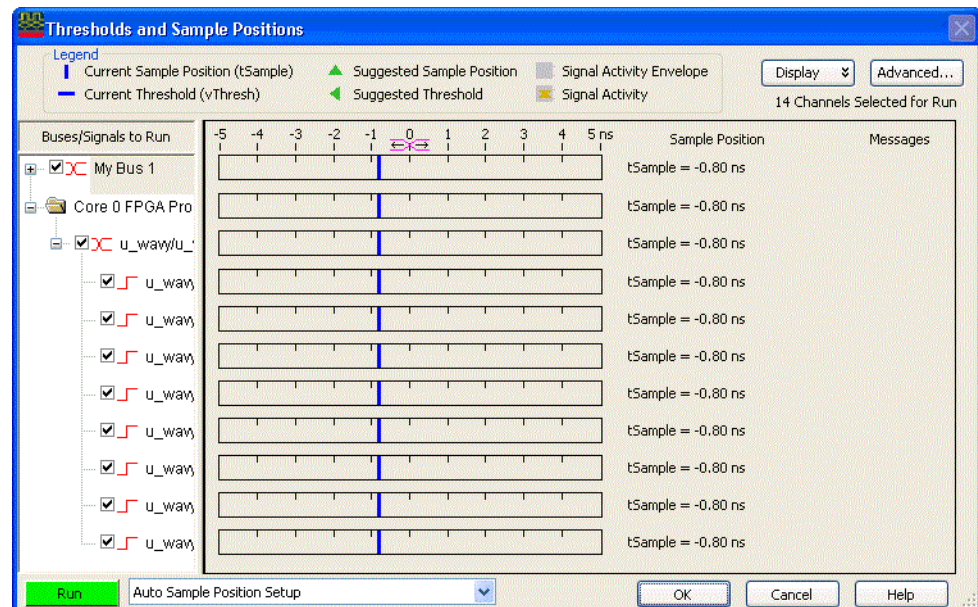 Thresholds and Sample Positions
Legend
Current Sample Position (tSample) Suggested Sample Position Signal Activity Envelope
Current Threshold (vThresh) Suggested Threshold Signal Activity
Display Advanced...
14 Channels Selected for Run
Buses/Signals to Run -5 -4 -3 -2 -1 0 1 2 3 4 5 ns Sample Position Messages
My Bus 1 tSample = -0.80 ns
Core 0 FPGA Pro tSample = -0.80 ns
u_wavy/u_ tSample = -0.80 ns
u_wavy tSample = -0.80 ns
u_wavy tSample = -0.80 ns
u_wavy tSample = -0.80 ns
u_wavy tSample = -0.80 ns
u_wavy tSample = -0.80 ns
u_wavy tSample = -0.80 ns
u_wavy tSample = -0.80 ns
u_wavy tSample = -0.80 ns
Run Auto Sample Position Setup OK Cancel Help